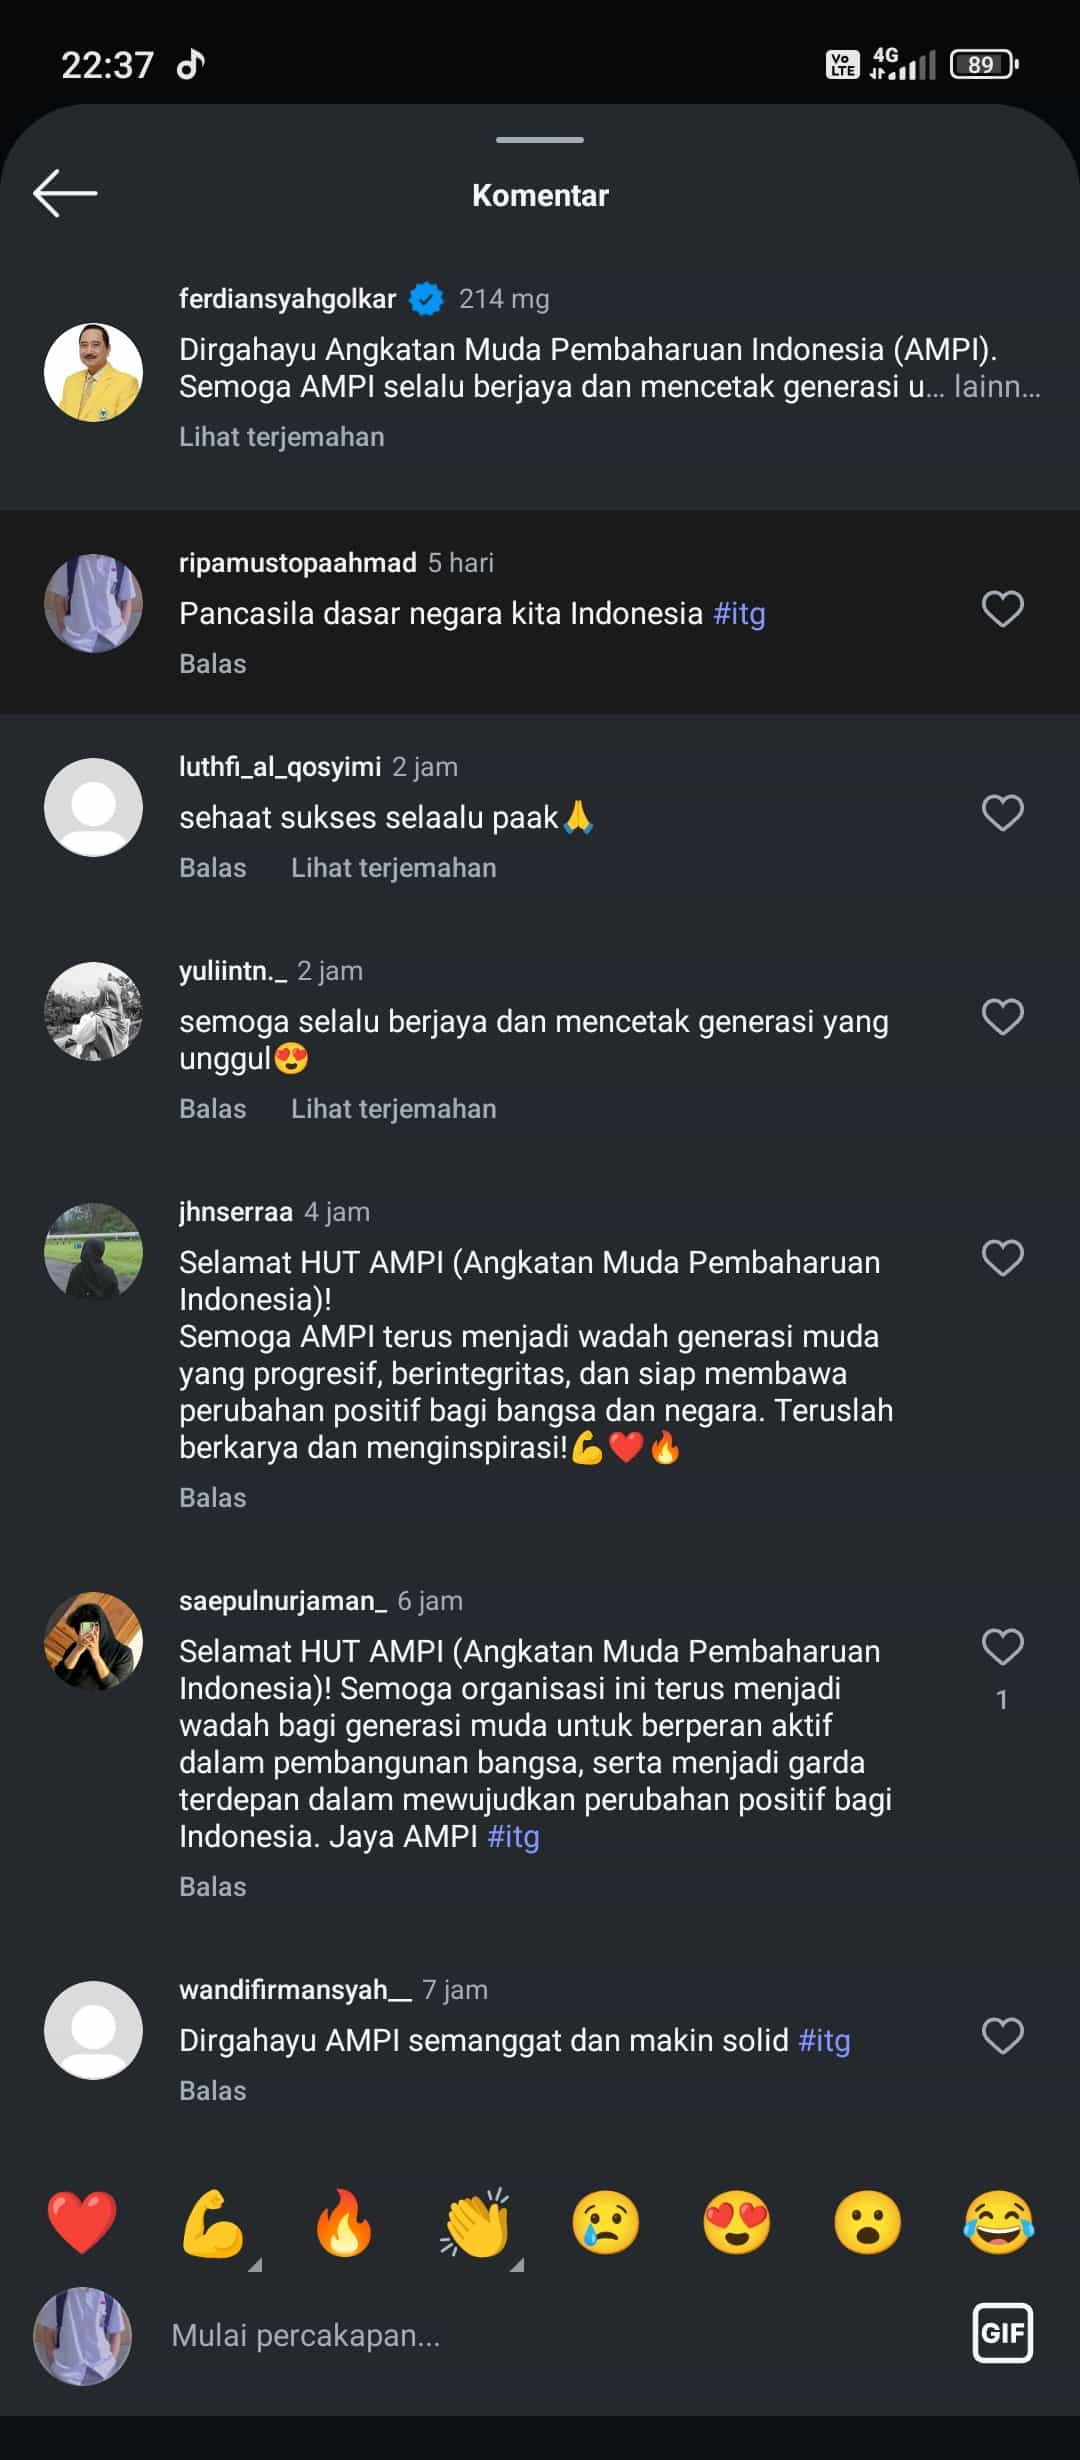 22:37
Vo LTE 4G 89
Komentar
ferdiansyahgolkar 214 mg
Dirgahayu Angkatan Muda Pembaharuan Indonesia (AMPI).
Semoga AMPI selalu berjaya dan mencetak generasi u... lainn...
Lihat terjemahan
ripamustopaahmad 5 hari
Pancasila dasar negara kita Indonesia #itg
Balas
luthfi_al_qosyimi 2 jam
sehaat sukses selaalu paak🙏
Balas Lihat terjemahan
yuliintn._ 2 jam
semoga selalu berjaya dan mencetak generasi yang
unggul😍
Balas Lihat terjemahan
jhnserraa 4 jam
Selamat HUT AMPI (Angkatan Muda Pembaharuan
Indonesia)!
Semoga AMPI terus menjadi wadah generasi muda
yang progresif, berintegritas, dan siap membawa
perubahan positif bagi bangsa dan negara. Teruslah
berkarya dan menginspirasi!💪❤️🔥
Balas
saepulnurjaman_ 6 jam
Selamat HUT AMPI (Angkatan Muda Pembaharuan
Indonesia)! Semoga organisasi ini terus menjadi
wadah bagi generasi muda untuk berperan aktif
dalam pembangunan bangsa, serta menjadi garda
terdepan dalam mewujudkan perubahan positif bagi
Indonesia. Jaya AMPI #itg
1
Balas
wandifirmansyah__ 7 jam
Dirgahayu AMPI semanggat dan makin solid #itg
Balas
❤️💪🔥👏😢😍😮😂
Mulai percakapan...
GIF